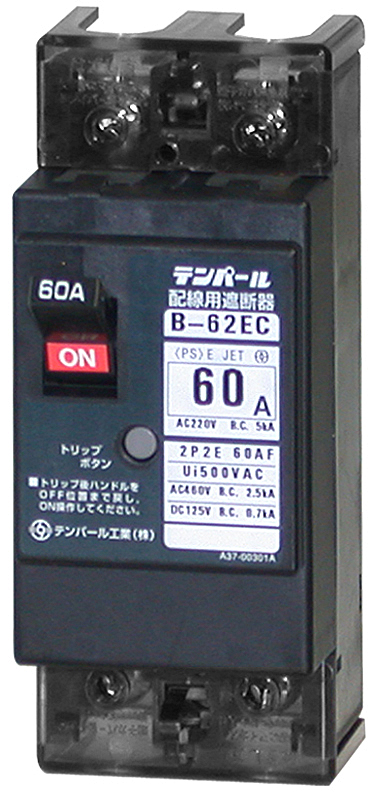 テンパール
配線用遮断器
B-62EC
60A
ON
〈PS〉E JET
60A
AC220V B.C. 5kA
トリップ
ボタン
2P2E 60AF
Ui500VAC
AC460V B.C. 2.5kA
DC125V B.C. 0.7kA
■トリップ後ハンドルを
OFF位置まで戻し、
ON操作してください。
テンパール工業(株)
A37-00301A